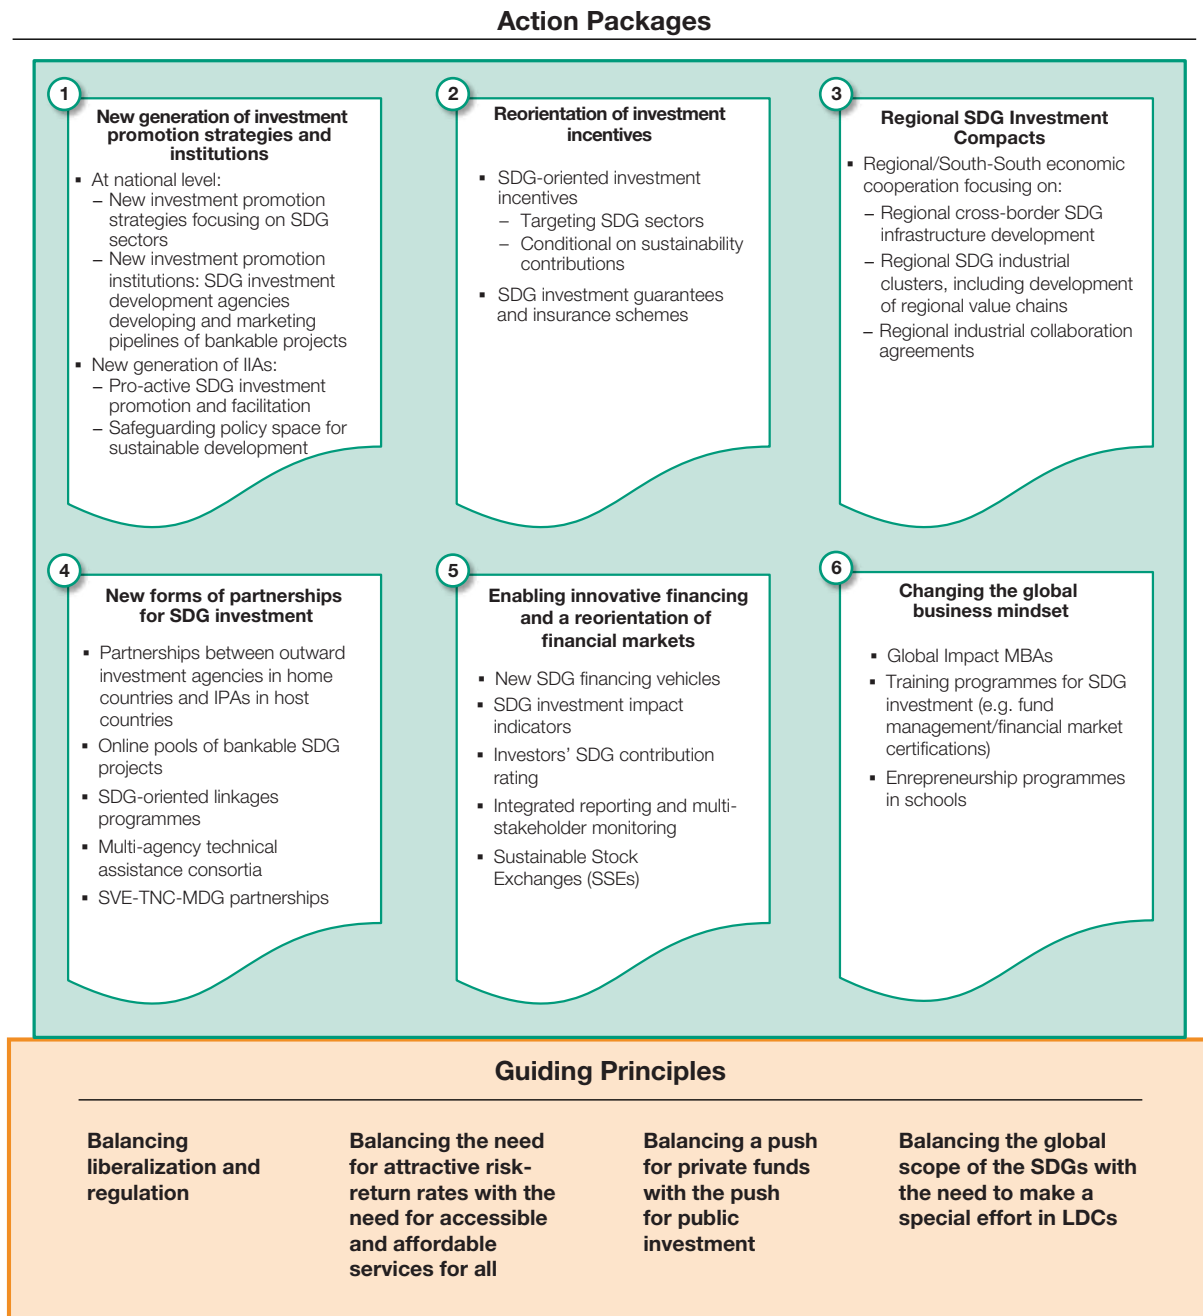 Action Packages
1
New generation of investment
promotion strategies and
institutions
▪ At national level:
– New investment promotion
strategies focusing on SDG
sectors
– New investment promotion
institutions: SDG investment
development agencies
developing and marketing
pipelines of bankable projects
▪ New generation of IIAs:
– Pro-active SDG investment
promotion and facilitation
– Safeguarding policy space for
sustainable development
2
Reorientation of investment
incentives
▪ SDG-oriented investment
incentives
– Targeting SDG sectors
– Conditional on sustainability
contributions
▪ SDG investment guarantees
and insurance schemes
3
Regional SDG Investment
Compacts
▪ Regional/South-South economic
cooperation focusing on:
– Regional cross-border SDG
infrastructure development
– Regional SDG industrial
clusters, including development
of regional value chains
– Regional industrial collaboration
agreements
4
New forms of partnerships
for SDG investment
▪ Partnerships between outward
investment agencies in home
countries and IPAs in host
countries
▪ Online pools of bankable SDG
projects
▪ SDG-oriented linkages
programmes
▪ Multi-agency technical
assistance consortia
▪ SVE-TNC-MDG partnerships
5
Enabling innovative financing
and a reorientation of
financial markets
▪ New SDG financing vehicles
▪ SDG investment impact
indicators
▪ Investors’ SDG contribution
rating
▪ Integrated reporting and multi-
stakeholder monitoring
▪ Sustainable Stock
Exchanges (SSEs)
6
Changing the global
business mindset
▪ Global Impact MBAs
▪ Training programmes for SDG
investment (e.g. fund
management/financial market
certifications)
▪ Enrepreneurship programmes
in schools
Guiding Principles
Balancing
liberalization and
regulation
Balancing the need
for attractive risk-
return rates with the
need for accessible
and affordable
services for all
Balancing a push
for private funds
with the push
for public
investment
Balancing the global
scope of the SDGs with
the need to make a
special effort in LDCs